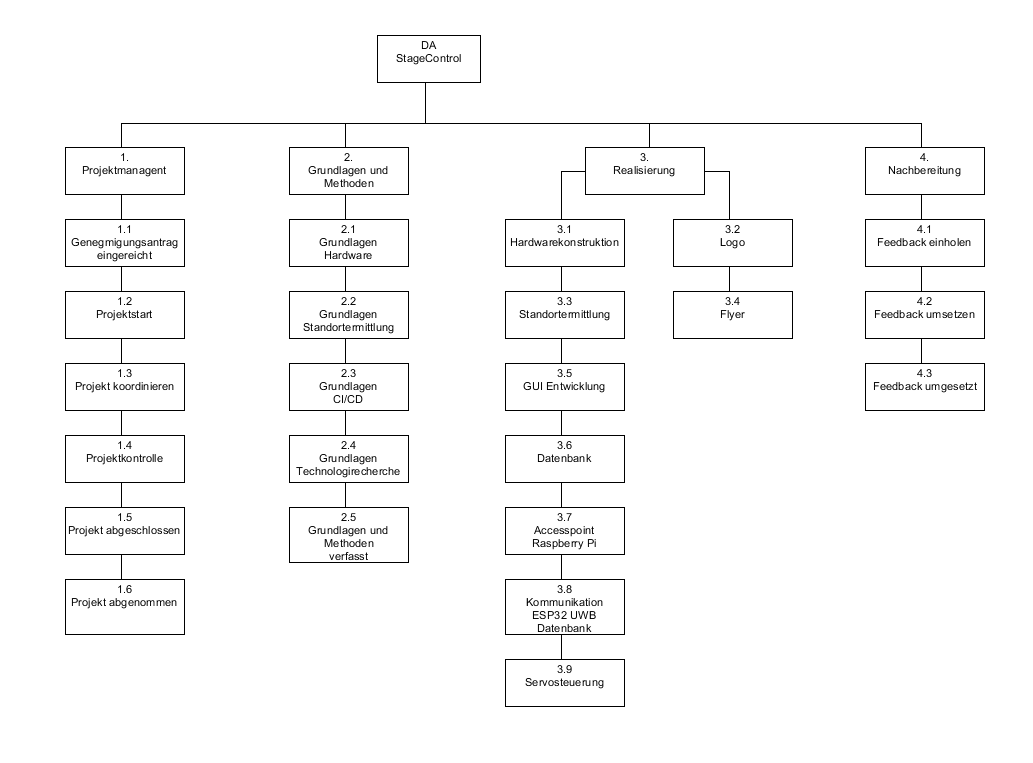 DA
StageControl
1.
Projektmanagent
2.
Grundlagen und
Methoden
3.
Realisierung
4.
Nachbereitung
1.1
Genegmigungsantrag
eingereicht
2.1
Grundlagen
Hardware
3.1
Hardwarekonstruktion
3.2
Logo
4.1
Feedback einholen
1.2
Projektstart
2.2
Grundlagen
Standortermittlung
3.3
Standortermittlung
3.4
Flyer
4.2
Feedback umsetzen
1.3
Projekt koordinieren
2.3
Grundlagen
CI/CD
3.5
GUI Entwicklung
4.3
Feedback umgesetzt
1.4
Projektkontrolle
2.4
Grundlagen
Technologirecherche
3.6
Datenbank
1.5
Projekt abgeschlossen
2.5
Grundlagen und
Methoden
verfasst
3.7
Accesspoint
Raspberry Pi
1.6
Projekt abgenommen
3.8
Kommunikation
ESP32 UWB
Datenbank
3.9
Servosteuerung